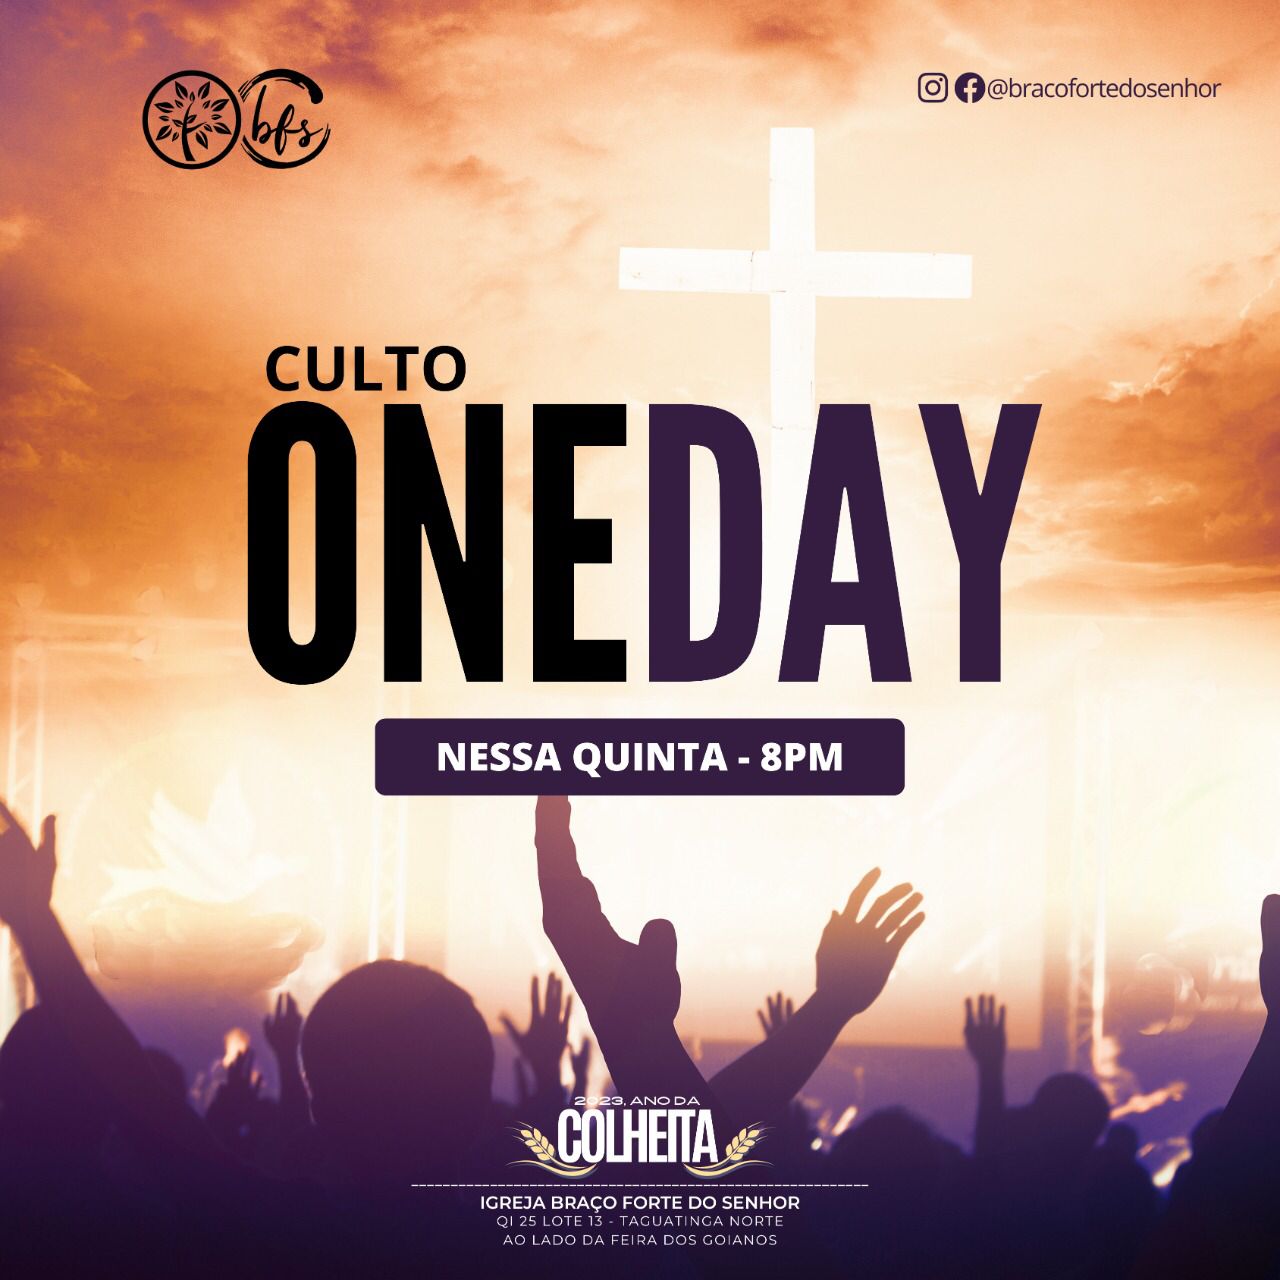 bfs
@bracofortedosenhor
CULTO
ONEDAY
NESSA QUINTA - 8PM
2023, ANO DA
COLHEITA
IGREJA BRAÇO FORTE DO SENHOR
QI 25 LOTE 13 - TAGUATINGA NORTE
AO LADO DA FEIRA DOS GOIANOS